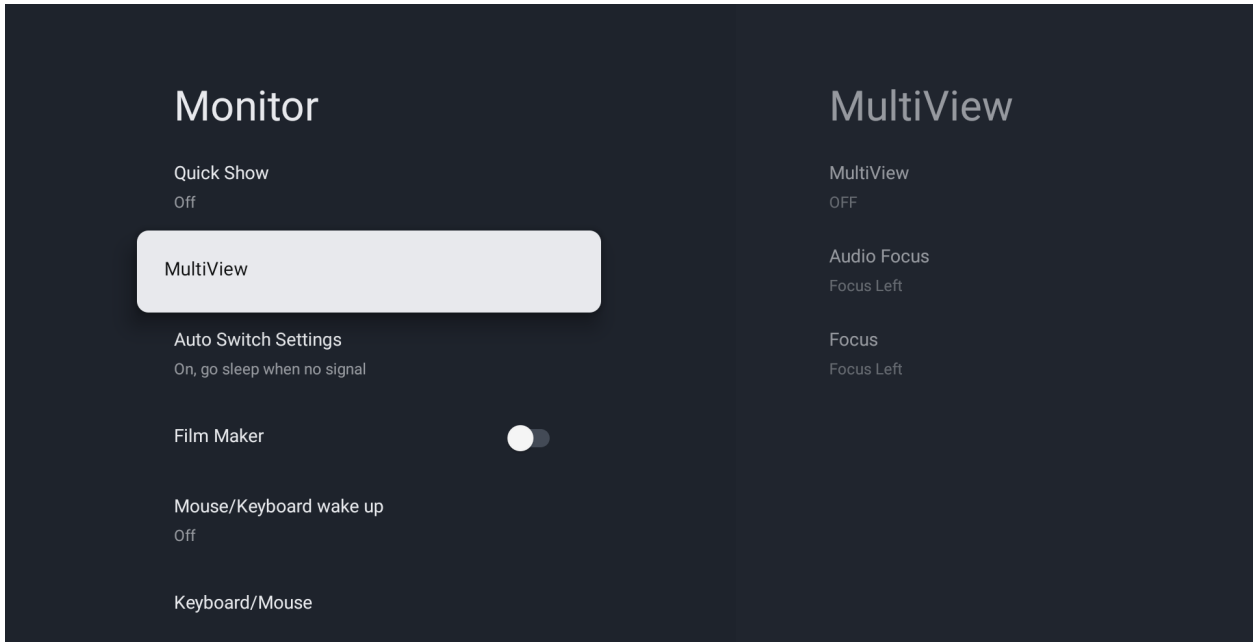 Monitor
Quick Show
Off
MultiView
Auto Switch Settings
On, go sleep when no signal
Film Maker
Mouse/Keyboard wake up
Off
Keyboard/Mouse
MultiView
MultiView
OFF
Audio Focus
Focus Left
Focus
Focus Left